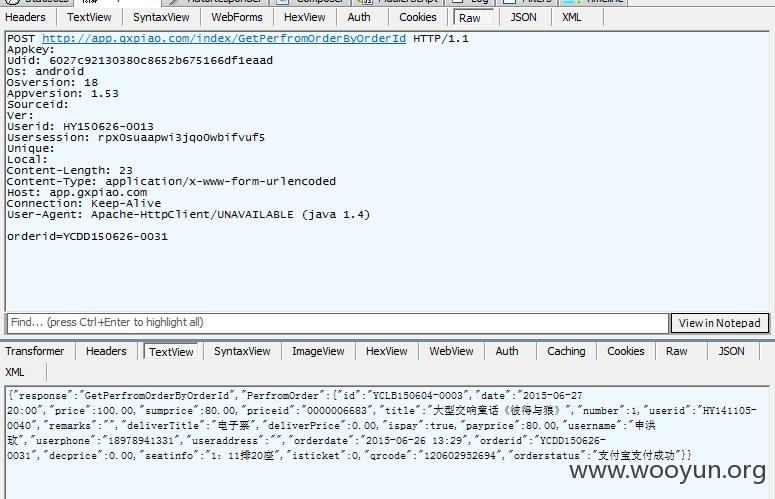 Statistics AutoResponder Composer FiddlerScript Log Filters Timeline
Headers TextView SyntaxView WebForms HexView Auth Cookies Raw JSON XML
POST http://app.gxpiao.com/index/GetPerfromOrderByOrderId HTTP/1.1
Appkey:
Udid: 6027c92130380c8652b675166df1eaad
Os: android
Osversion: 18
Appversion: 1.53
Sourceid:
Ver:
Userid: HY150626-0013
Usersession: rpx0suaapwi3jqo0wbifvuf5
Unique:
Local:
Content-Length: 23
Content-Type: application/x-www-form-urlencoded
Host: app.gxpiao.com
Connection: Keep-Alive
User-Agent: Apache-HttpClient/UNAVAILABLE (java 1.4)
orderid=YCDD150626-0031
Find... (press Ctrl+Enter to highlight all) View in Notepad
Transformer Headers TextView SyntaxView ImageView HexView WebView Auth Caching Cookies Raw JSON
XML
{"response":"GetPerfromOrderByOrderId","PerfromOrder":{"id":"YCLB150604-0003","date":"2015-06-27
20:00","price":100.00,"sumprice":80.00,"priceid":"0000006683","title":"大型交响童话《彼得与狼》","number":1,"userid":"HY141105-
0040","remarks":"","deliverTitle":"电子票","deliverPrice":0.00,"ispay":true,"payprice":80.00,"username":"申洪
玫","userphone":"18978941331","useraddress":"","orderdate":"2015-06-26 13:29","orderid":"YCDD150626-
0031","decprice":0.00,"seatinfo":"1: 11排20座","isticket":0,"qrcode":"120602952694","orderstatus":"支付宝支付成功"}}
www.wooyun.org